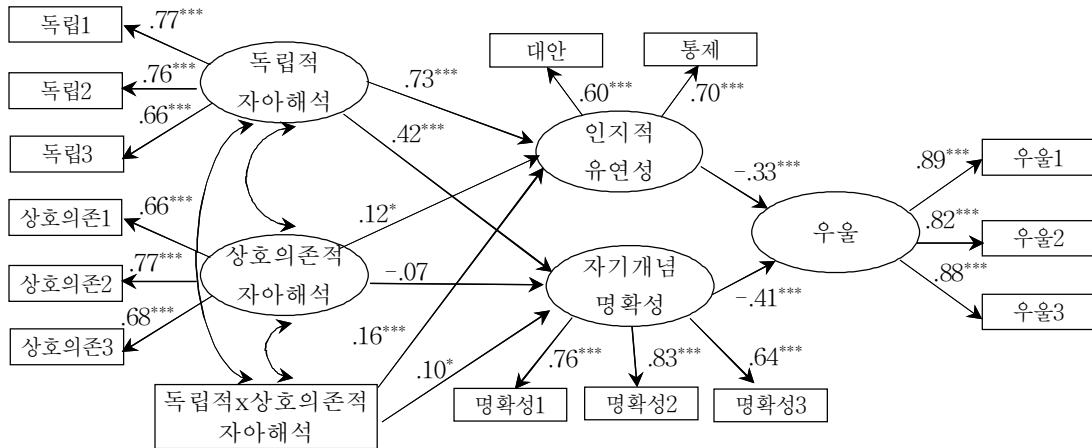 독립1
.77***
독립2
.76***
독립3
.66***
독립적
자아해석
대안
통제
.60***
.70***
.73***
.42***
인지적
유연성
-.33***
상호의존1
.66***
상호의존2
.77***
상호의존3
.68***
상호의존적
자아해석
.12*
-.07
.16***
.10*
자기개념
명확성
-.41***
우울
.89***
우울1
.82***
우울2
.88***
우울3
.76***
.83***
.64***
명확성1
명확성2
명확성3
독립적x상호의존적
자아해석